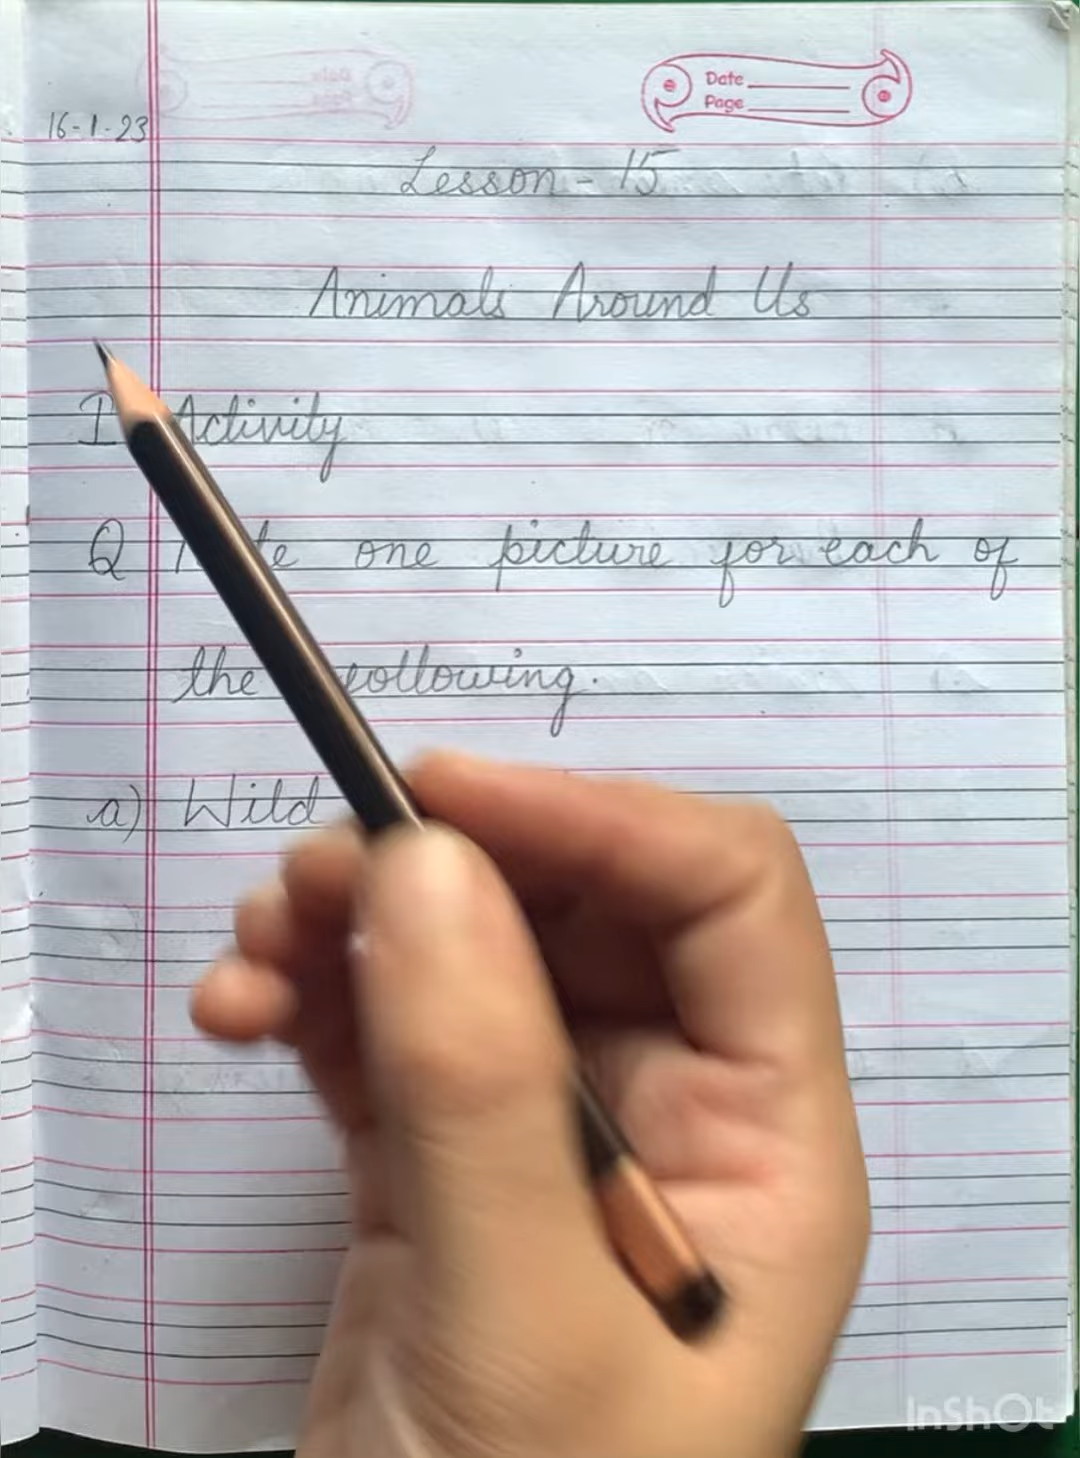 Date
Page
16-1-23
Lesson - 15
Animals Around Us
I Activity
Q one picture for each of
the following.
a) Wild
InShOt